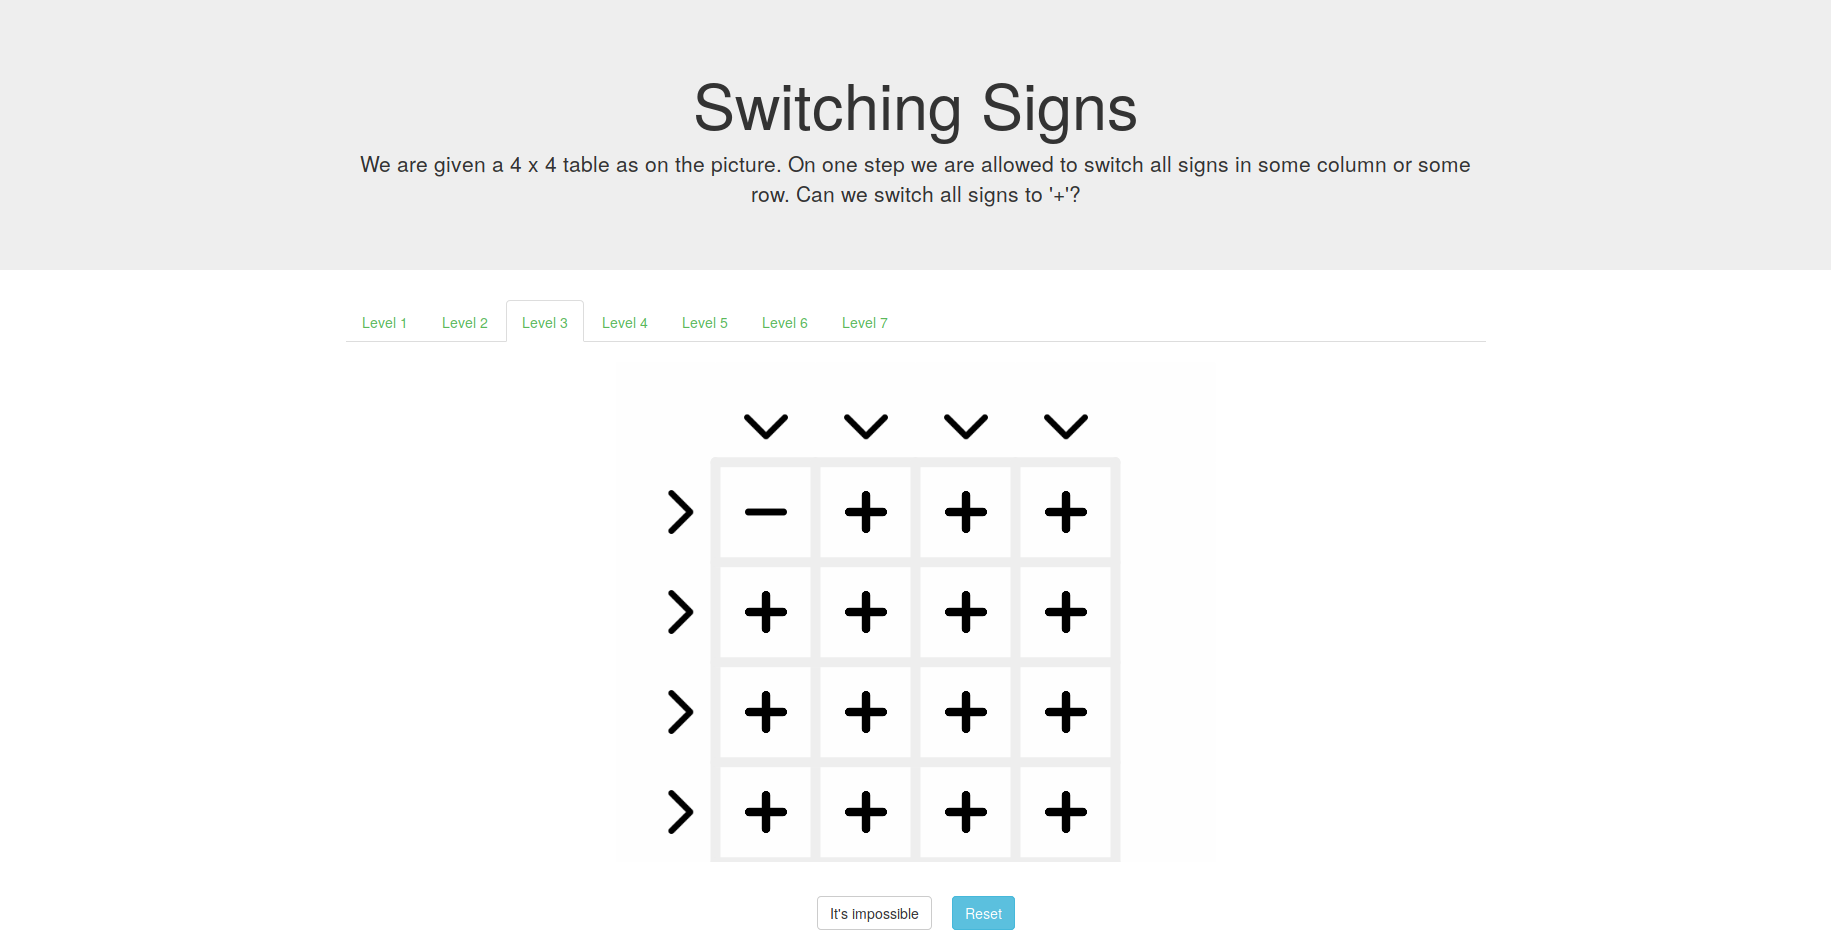 Switching Signs
We are given a 4 x 4 table as on the picture. On one step we are allowed to switch all signs in some column or some
row. Can we switch all signs to '+'?
Level 1 Level 2 Level 3 Level 4 Level 5 Level 6 Level 7
− + + +
+ + + +
+ + + +
+ + + +
It's impossible Reset